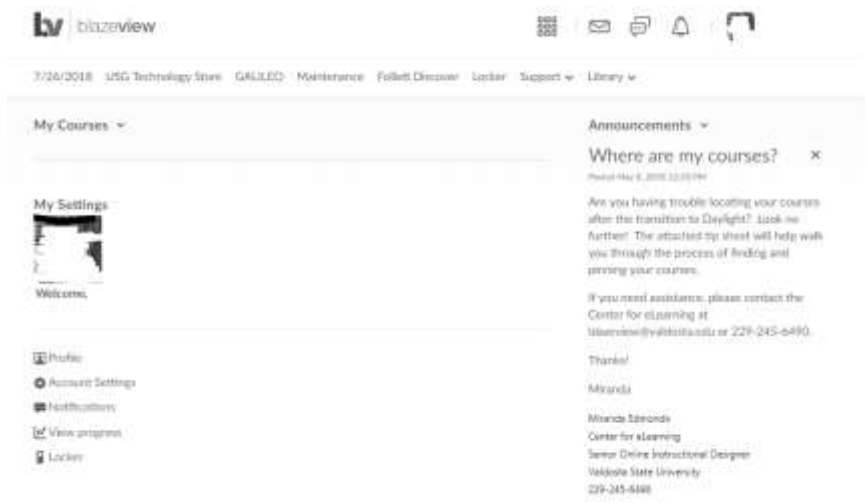 bv blazeview
7/26/2018 USG Technology Store GALILEO Maintenance Follett Discover Locker Support Library
My Courses
My Settings
Welcome,
Profile
Account Settings
Notifications
View progress
Locker
Announcements
Where are my courses? ×
Are you having trouble locating your courses
after the transition to Daylight? Look no
further! The attached tip sheet will help walk
you through the process of finding and
pinning your courses.
If you need assistance, please contact the
Center for eLearning at
blazeview@valdosta.edu or 229-245-6490.
Thanks!
Miranda
Miranda Edmonds
Center for eLearning
Senior Online Instructional Designer
Valdosta State University